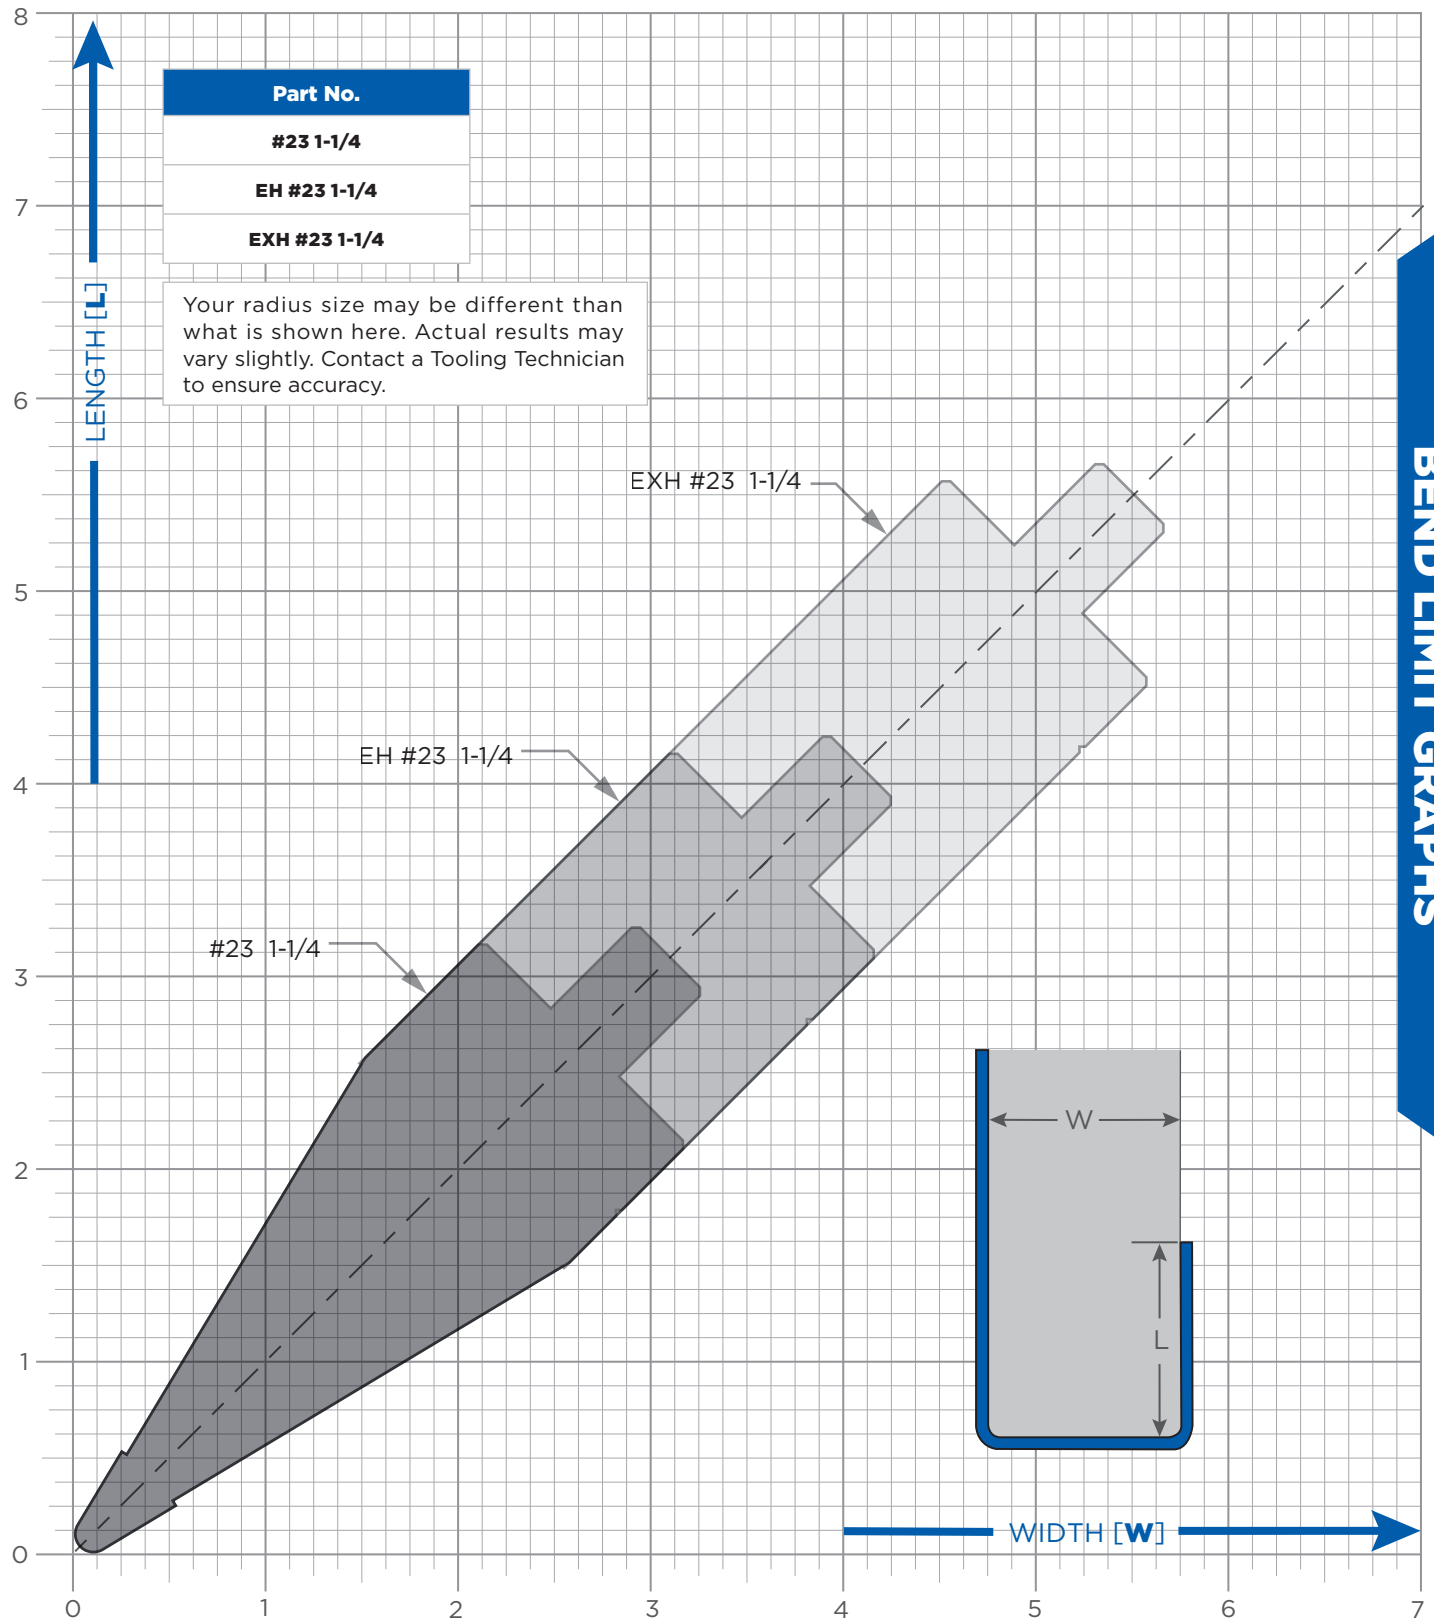 8
7
6
5
4
3
2
1
0
0
1
2
3
4
5
6
7
LENGTH [L]
Part No.
#23 1-1/4
EH #23 1-1/4
EXH #23 1-1/4
Your radius size may be different than
what is shown here. Actual results may
vary slightly. Contact a Tooling Technician
to ensure accuracy.
EXH #23 1-1/4
EH #23 1-1/4
#23 1-1/4
W
L
WIDTH [W]
BEND LIMIT GRAPHS